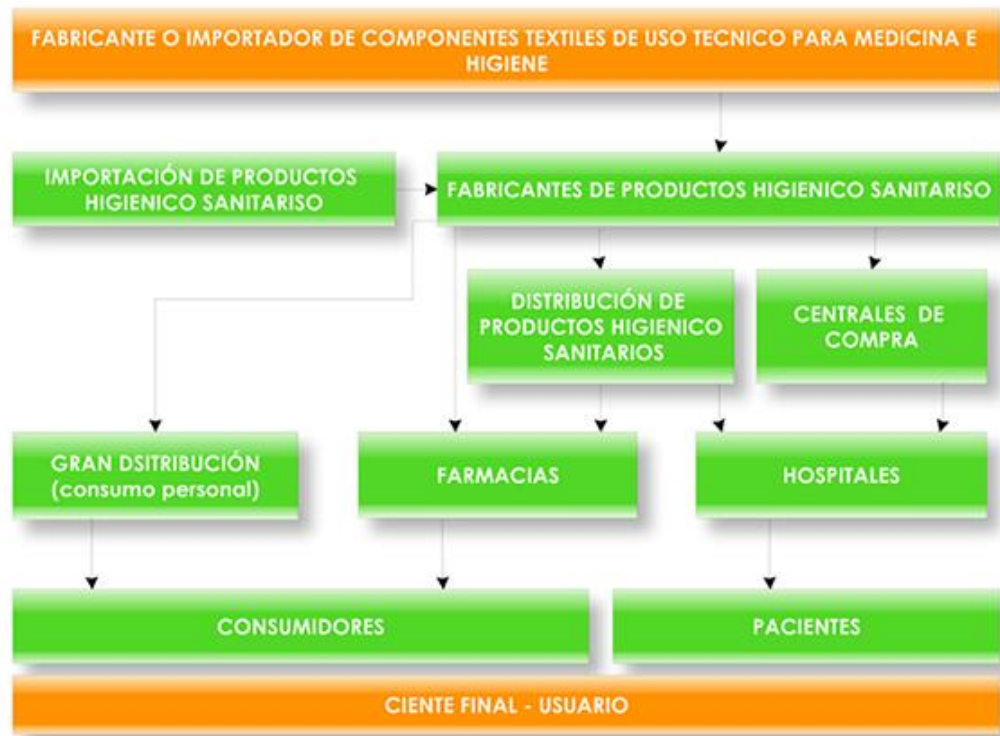 FABRICANTE O IMPORTADOR DE COMPONENTES TEXTILES DE USO TECNICO PARA MEDICINA E
HIGIENE
IMPORTACIÓN DE PRODUCTOS
HIGIENICO SANITARISO
FABRICANTES DE PRODUCTOS HIGIENICO SANITARISO
DISTRIBUCIÓN DE
PRODUCTOS HIGIENICO
SANITARIOS
CENTRALES DE
COMPRA
GRAN DSITRIBUCIÓN
(consumo personal)
FARMACIAS
HOSPITALES
CONSUMIDORES
PACIENTES
CIENTE FINAL - USUARIO